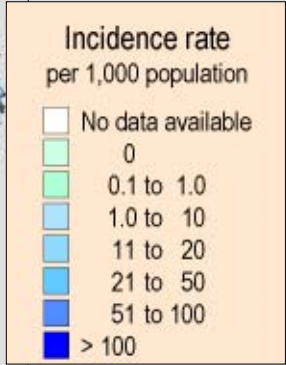 Incidence rate
per 1,000 population
No data available
0
0.1 to 1.0
1.0 to 10
11 to 20
21 to 50
51 to 100
> 100